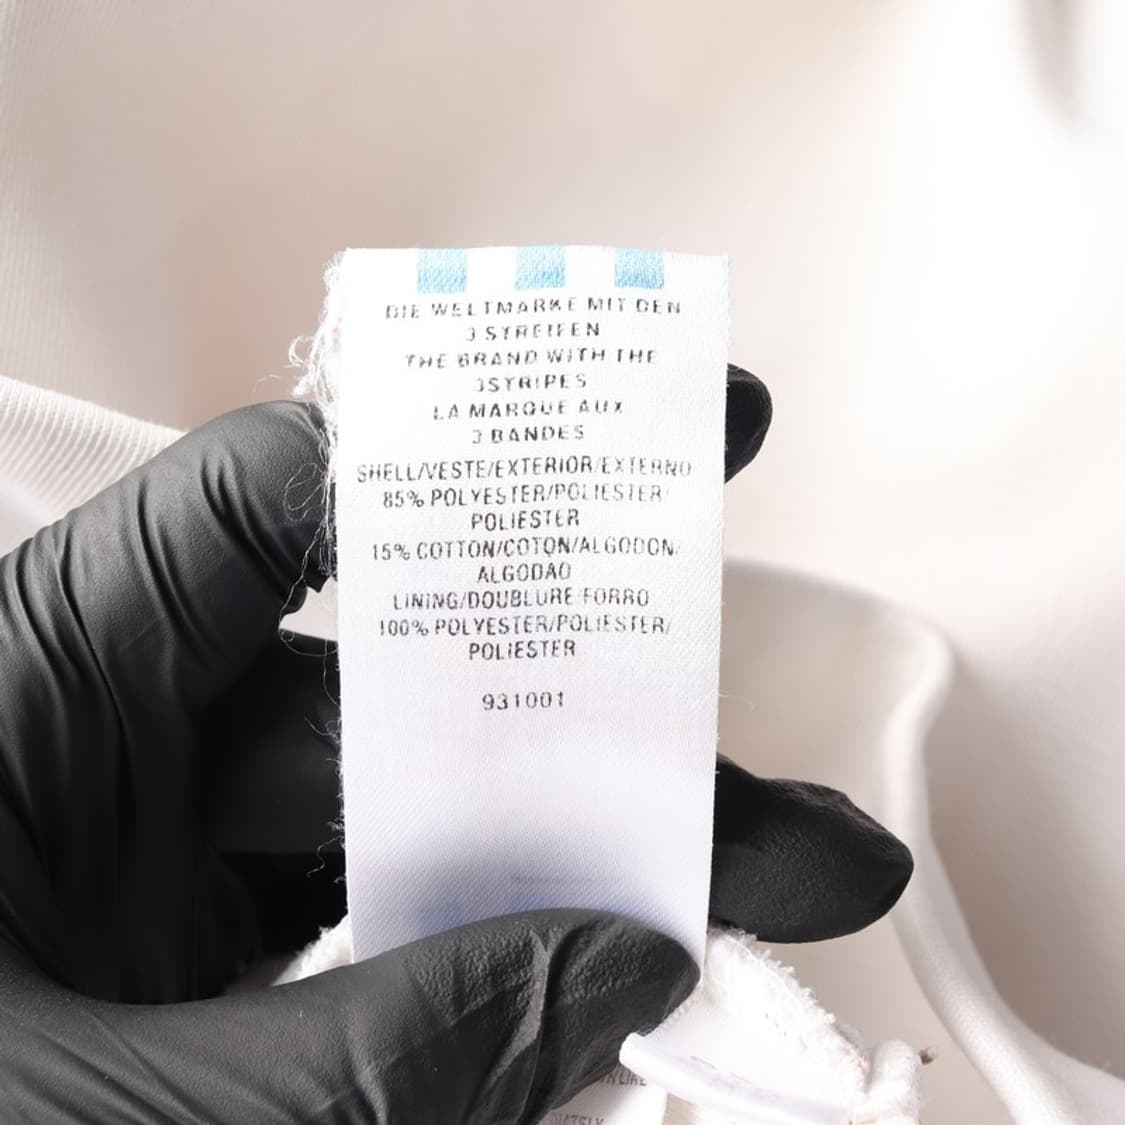 DIE WELTMARKE MIT DEN
3 STREIFEN
THE BRAND WITH THE
3STRIPES
LA MARQUE AUX
3 BANDES
SHELL/VESTE/EXTERIOR/EXTERNO
85% POLYESTER/POLIESTER/
POLIESTER
15% COTTON/COTON/ALGODON/
ALGODAO
LINING/DOUBLURE/FORRO
100% POLYESTER/POLIESTER/
POLIESTER
931001